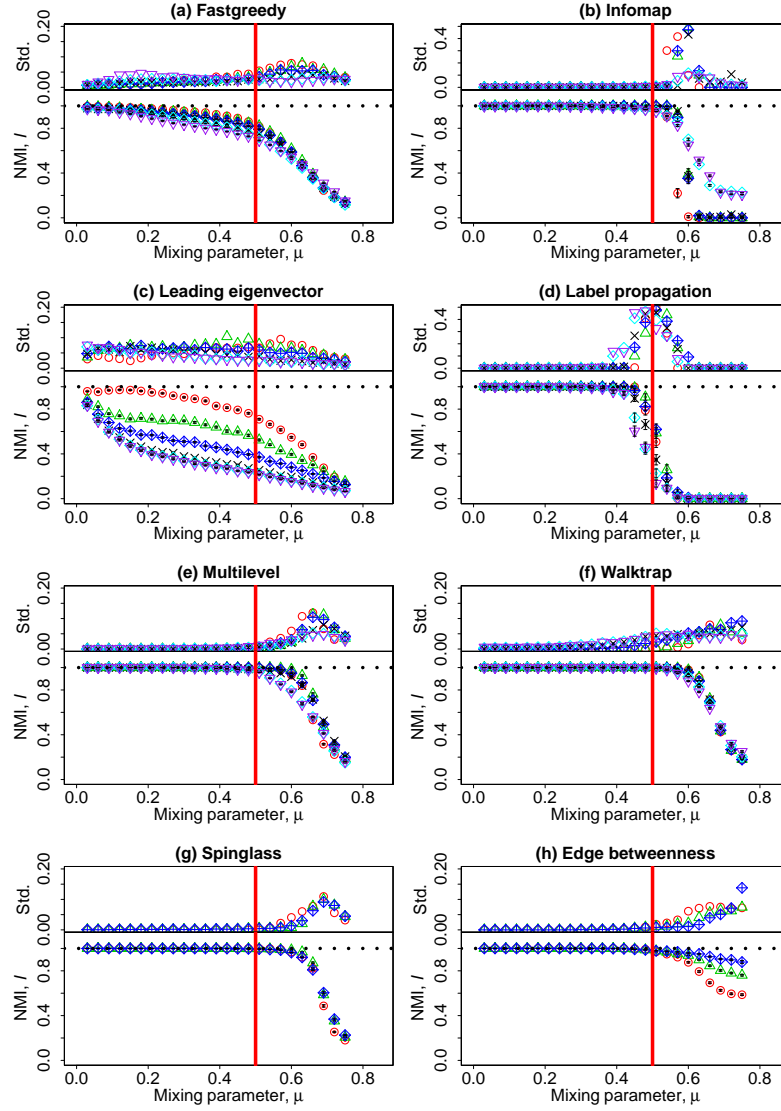 (a) Fastgreedy
Std.
0.00 0.20
NMI, I
0.0 0.4 0.8
0.0 0.2 0.4 0.6 0.8
Mixing parameter, μ
(b) Infomap
Std.
0.0 0.4
NMI, I
0.0 0.4 0.8
0.0 0.2 0.4 0.6 0.8
Mixing parameter, μ
(c) Leading eigenvector
Std.
0.00 0.20
NMI, I
0.0 0.4 0.8
0.0 0.2 0.4 0.6 0.8
Mixing parameter, μ
(d) Label propagation
Std.
0.0 0.4
NMI, I
0.0 0.4 0.8
0.0 0.2 0.4 0.6 0.8
Mixing parameter, μ
(e) Multilevel
Std.
0.00 0.20
NMI, I
0.0 0.4 0.8
0.0 0.2 0.4 0.6 0.8
Mixing parameter, μ
(f) Walktrap
Std.
0.00 0.20
NMI, I
0.0 0.4 0.8
0.0 0.2 0.4 0.6 0.8
Mixing parameter, μ
(g) Spinglass
Std.
0.00 0.20
NMI, I
0.0 0.4 0.8
0.0 0.2 0.4 0.6 0.8
Mixing parameter, μ
(h) Edge betweenness
Std.
0.00 0.20
NMI, I
0.0 0.4 0.8
0.0 0.2 0.4 0.6 0.8
Mixing parameter, μ